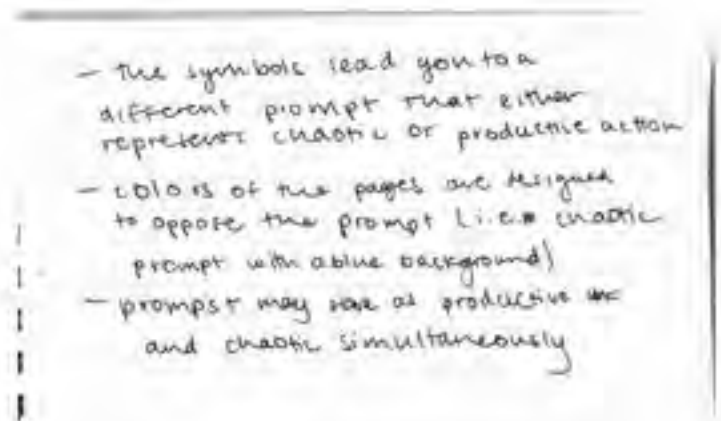 - the symbols lead you to a
different prompt that either
represents chaotic or productive action
- colors of the pages are designed
to oppose the prompt (i.e. chaotic
prompt with a blue background)
- prompst may as productive
and chaotic simultaneously